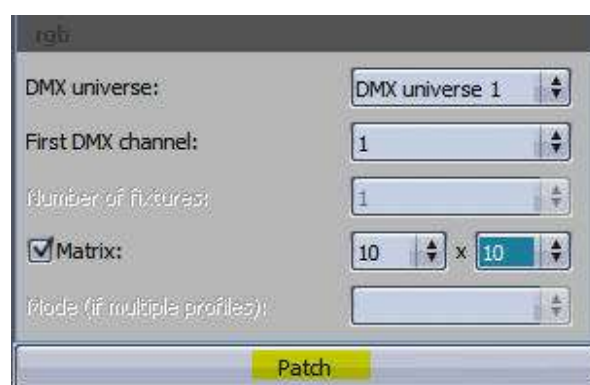 rgb
DMX universe: DMX universe 1
First DMX channel: 1
Number of fixtures: 1
Matrix: 10 x 10
Mode (if multiple profiles):
Patch